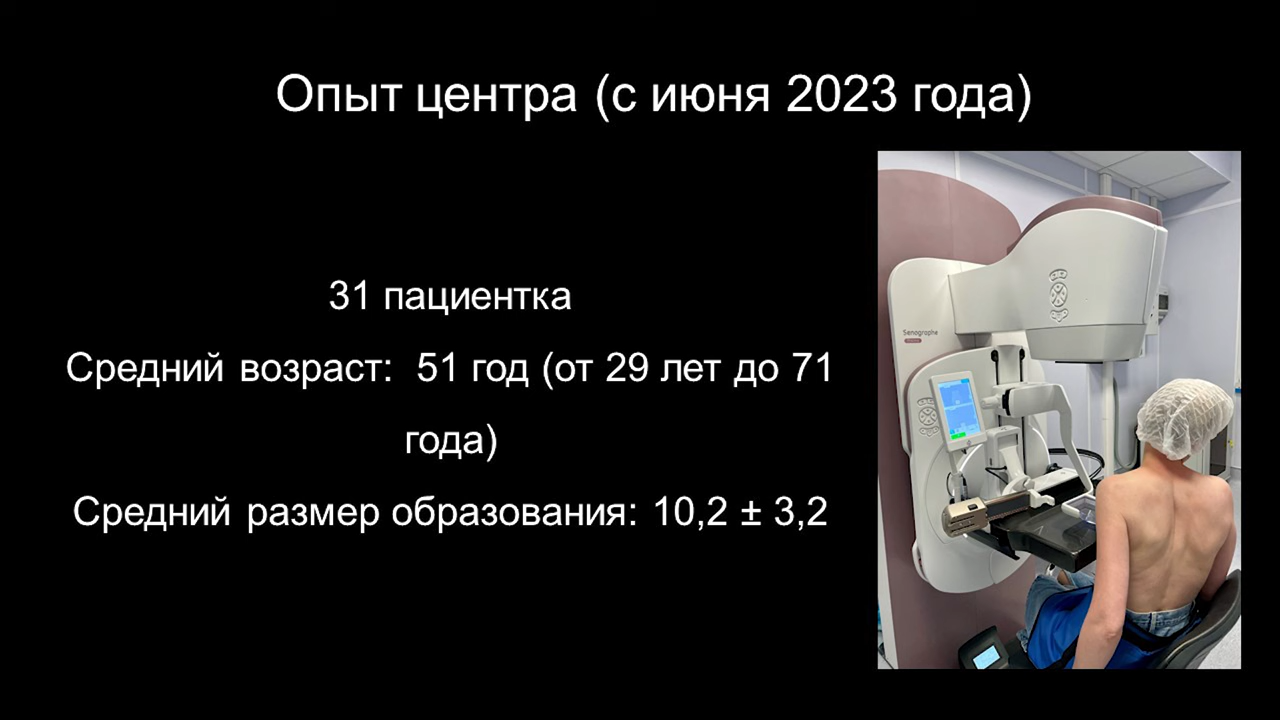 Опыт центра (с июня 2023 года)
31 пациентка
Средний возраст: 51 год (от 29 лет до 71
года)
Средний размер образования: 10,2 ± 3,2
Senographe